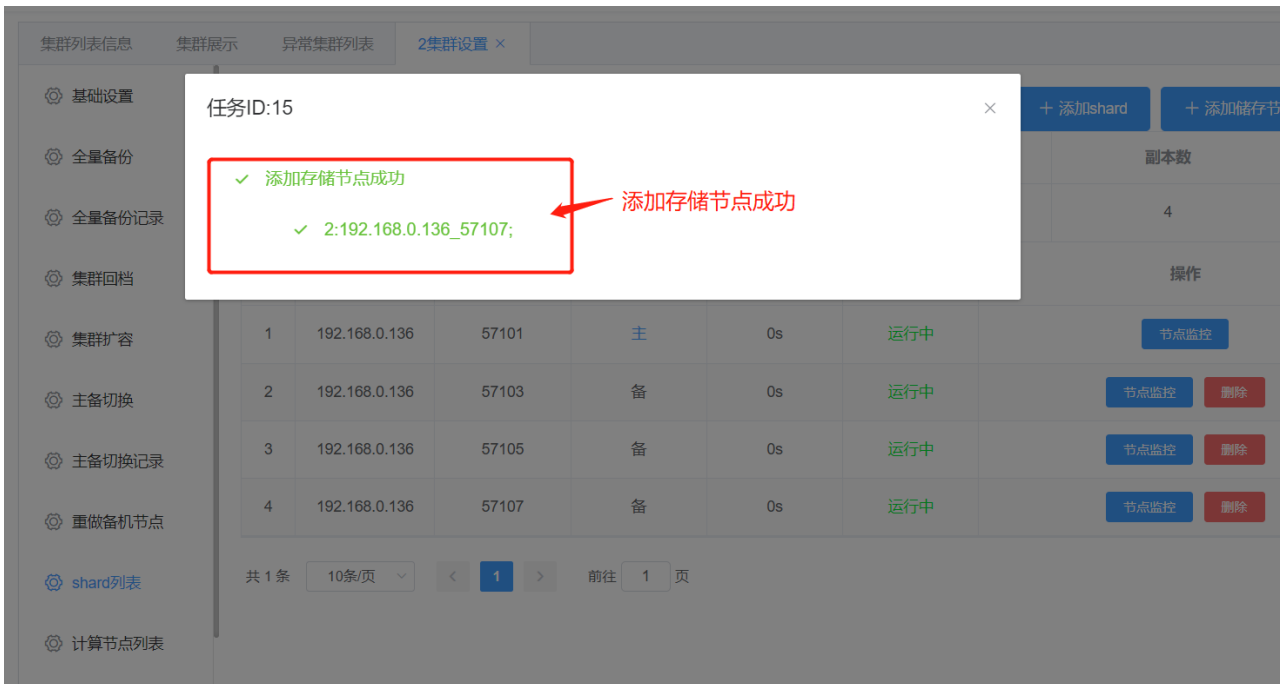 集群列表信息 集群展示 异常集群列表 2集群设置 ×
基础设置
全量备份
全量备份记录
集群回档
集群扩容
主备切换
主备切换记录
重做备机节点
shard列表
计算节点列表
任务ID:15 ×
添加存储节点成功
2:192.168.0.136_57107;
添加存储节点成功
+ 添加shard + 添加储存节
副本数
4
操作
1 192.168.0.136 57101 主 0s 运行中 节点监控
2 192.168.0.136 57103 备 0s 运行中 节点监控 删除
3 192.168.0.136 57105 备 0s 运行中 节点监控 删除
4 192.168.0.136 57107 备 0s 运行中 节点监控 删除
共 1 条 10条/页 < 1 > 前往 1 页